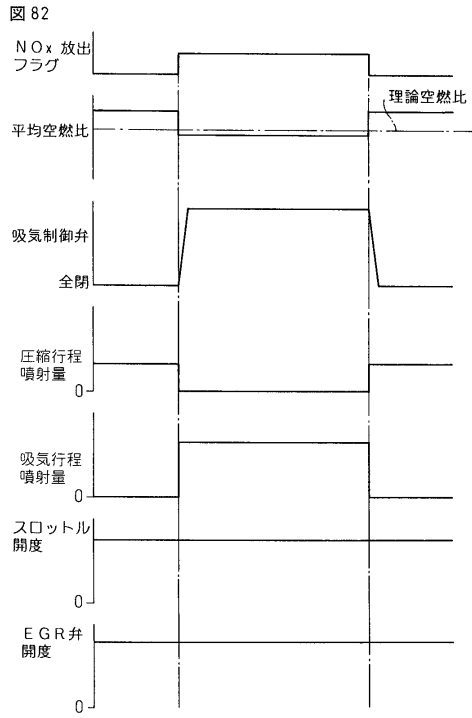 図82
NOx 放出
フラグ
理論空燃比
平均空燃比
吸気制御弁
全閉
圧縮行程
噴射量
0
吸気行程
噴射量
0
スロットル
開度
0
EGR弁
開度
0